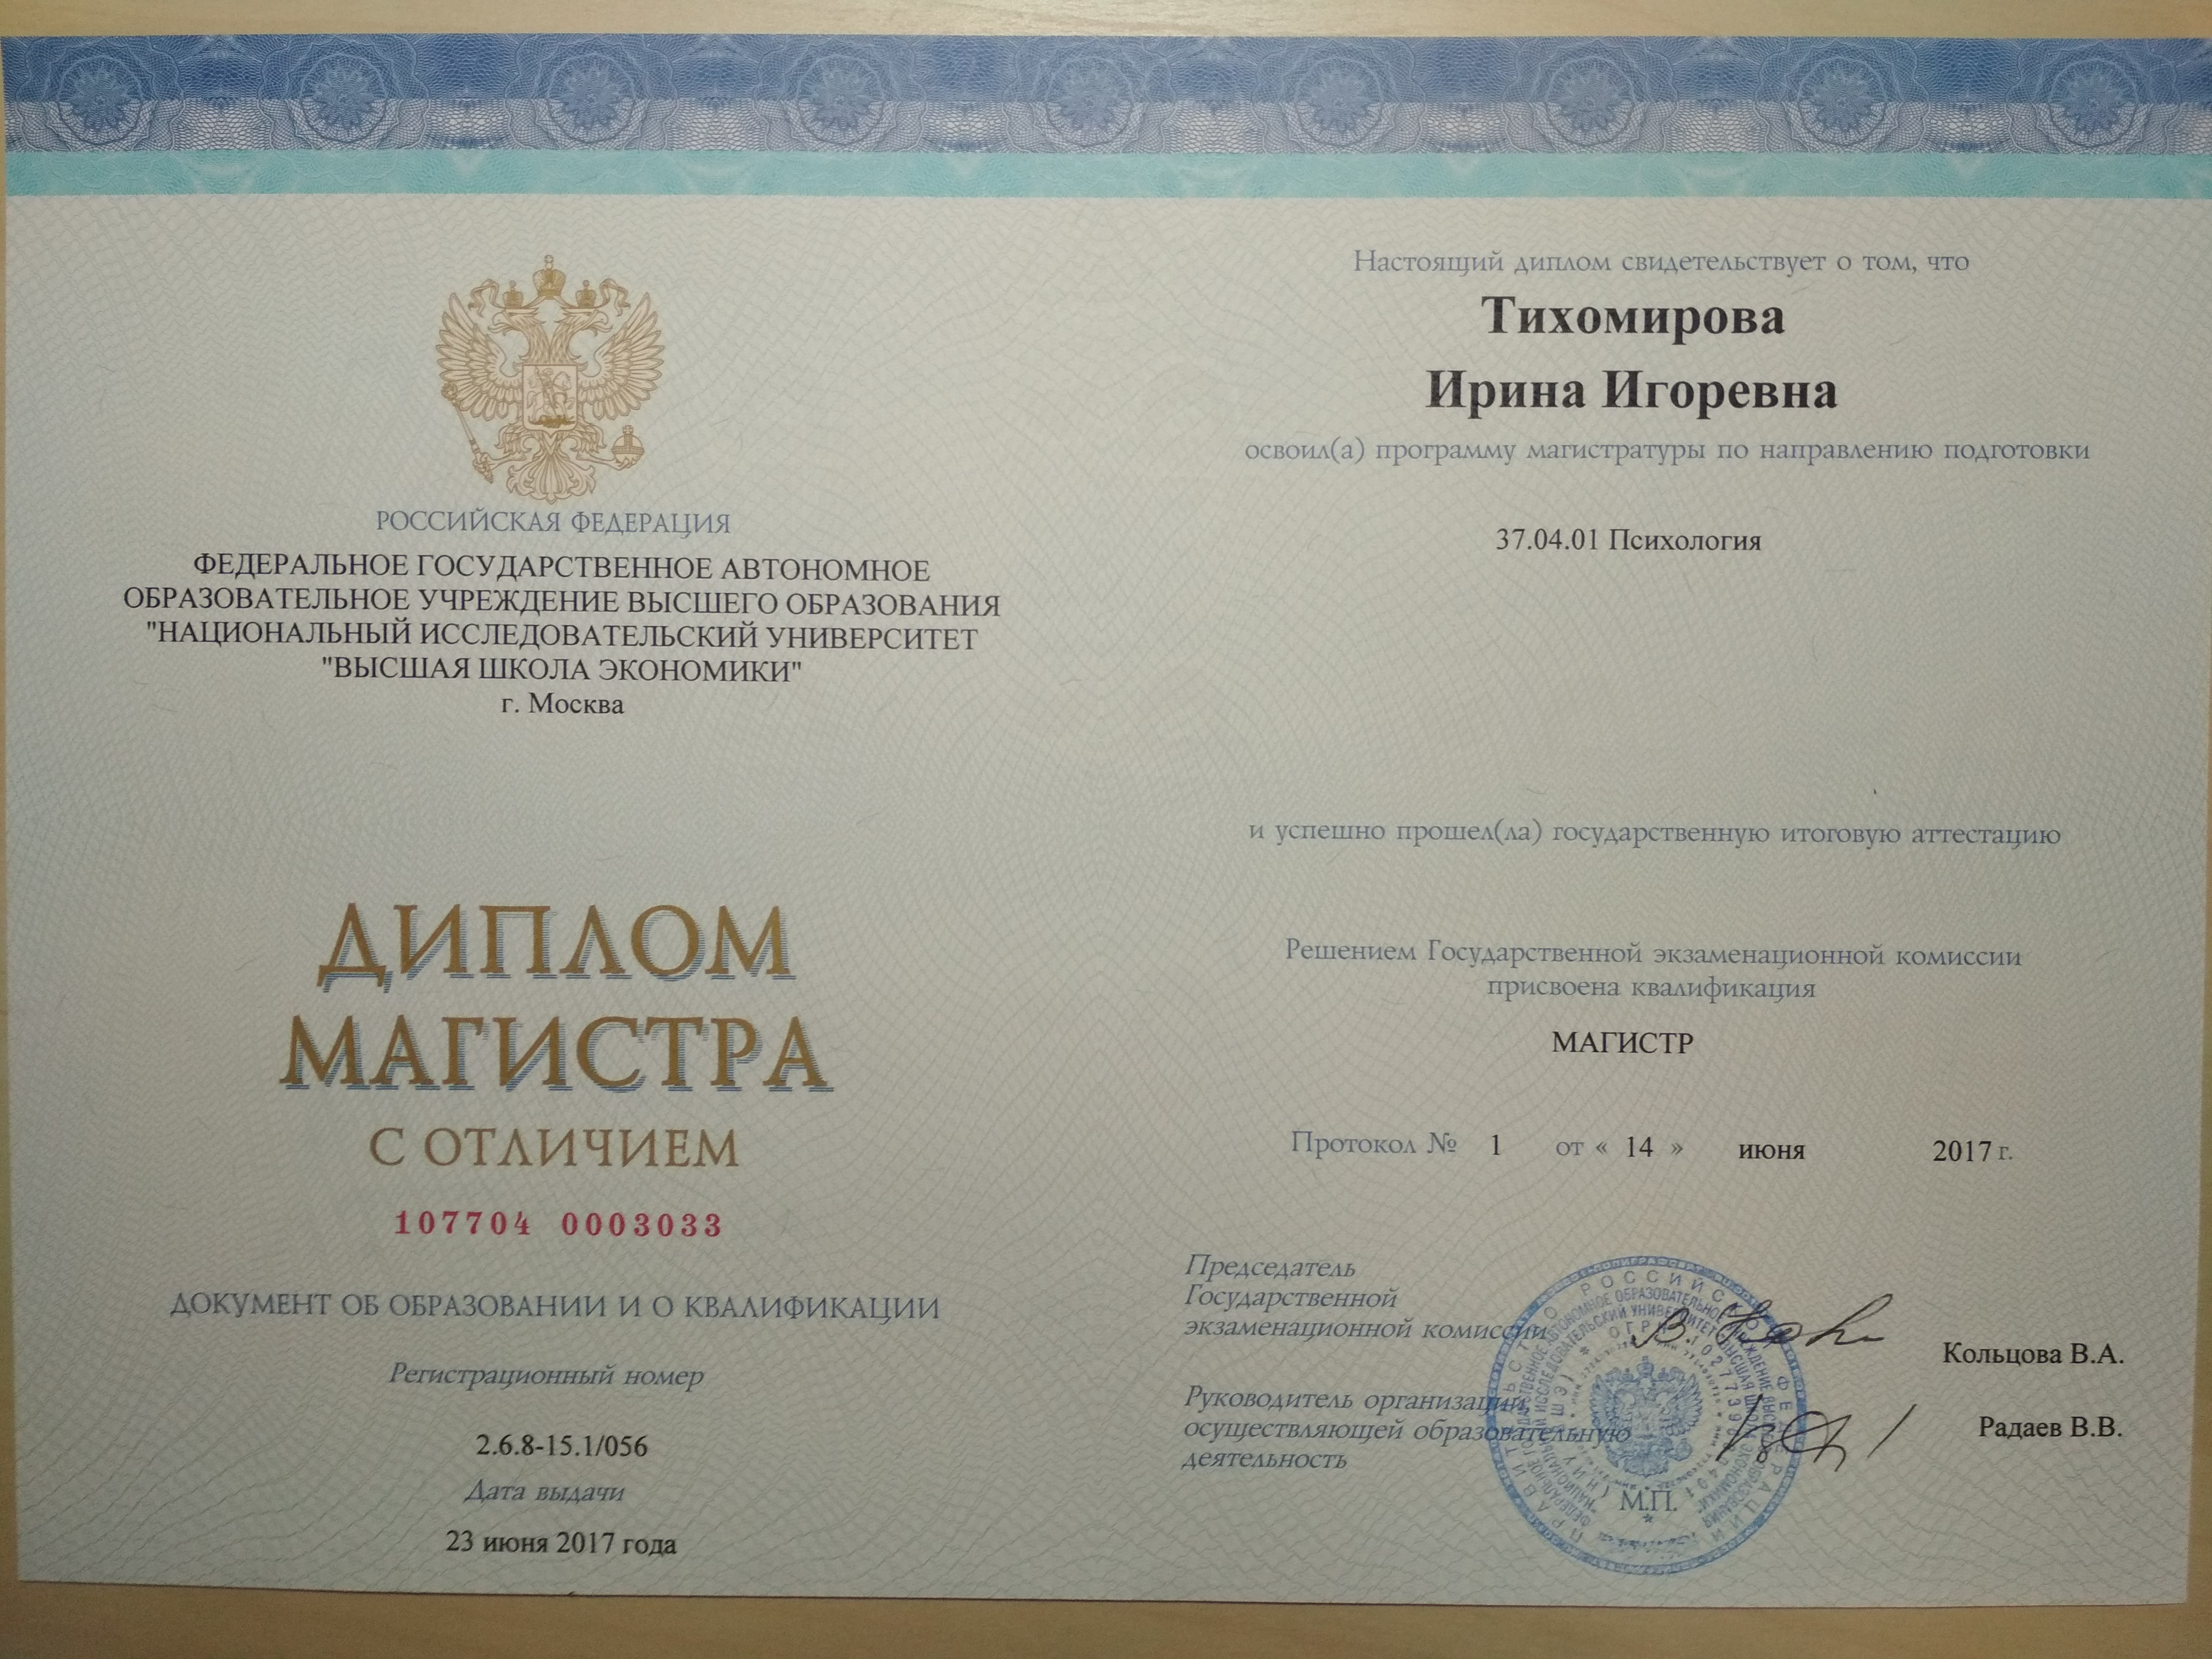 РОССИЙСКАЯ ФЕДЕРАЦИЯ
ФЕДЕРАЛЬНОЕ ГОСУДАРСТВЕННОЕ АВТОНОМНОЕ
ОБРАЗОВАТЕЛЬНОЕ УЧРЕЖДЕНИЕ ВЫСШЕГО ОБРАЗОВАНИЯ
"НАЦИОНАЛЬНЫЙ ИССЛЕДОВАТЕЛЬСКИЙ УНИВЕРСИТЕТ
"ВЫСШАЯ ШКОЛА ЭКОНОМИКИ"
г. Москва
ДИПЛОМ
МАГИСТРА
С ОТЛИЧИЕМ
107704 0003033
ДОКУМЕНТ ОБ ОБРАЗОВАНИИ И О КВАЛИФИКАЦИИ
Регистрационный номер
2.6.8-15.1/056
Дата выдачи
23 июня 2017 года
Настоящий диплом свидетельствует о том, что
Тихомирова
Ирина Игоревна
освоил(а) программу магистратуры по направлению подготовки
37.04.01 Психология
и успешно прошел(ла) государственную итоговую аттестацию
Решением Государственной экзаменационной комиссии
присвоена квалификация
МАГИСТР
Протокол № 1 от « 14 » июня 2017 г.
Председатель
Государственной
экзаменационной комиссии
Кольцова В.А.
Руководитель организации,
осуществляющей образовательную
деятельность
Радаев В.В.
М.П.